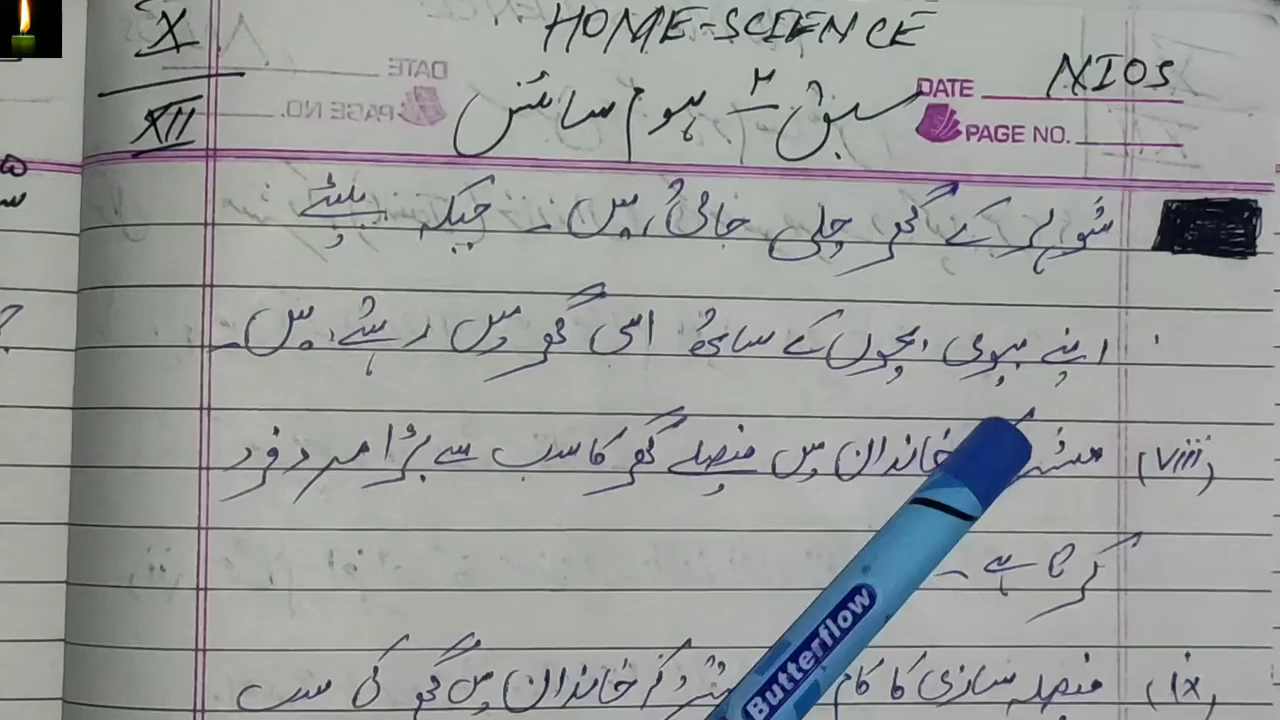 HOME-SCIENCE
X
XII
DATE
NIOS
PAGE NO.
سبق ۲ - ہوم سائنس
شوہر کے گھر چلی جاتی ہیں۔ جبکہ بیٹے
اپنے بیوی بچوں کے ساتھ اسی گھر میں رہتے ہیں۔
(viii) خاندان میں فیصلے گھر کا سب سے بڑا مرد فرد
کرتا ہے۔
(ix) فیصلہ سازی کا کام خاندان میں گھر کی سب
Butterflow